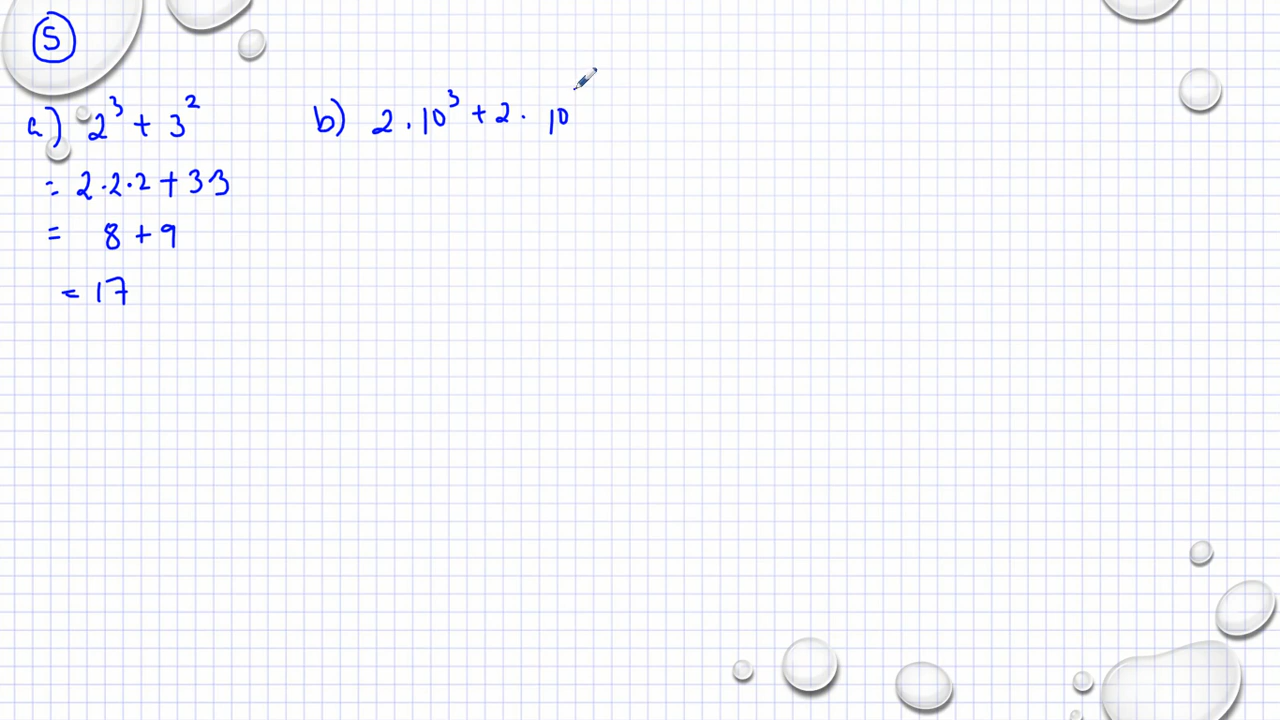 5
a) 2³ + 3²
= 2·2·2 + 3·3
= 8 + 9
= 17
b) 2 · 10³ + 2 · 10